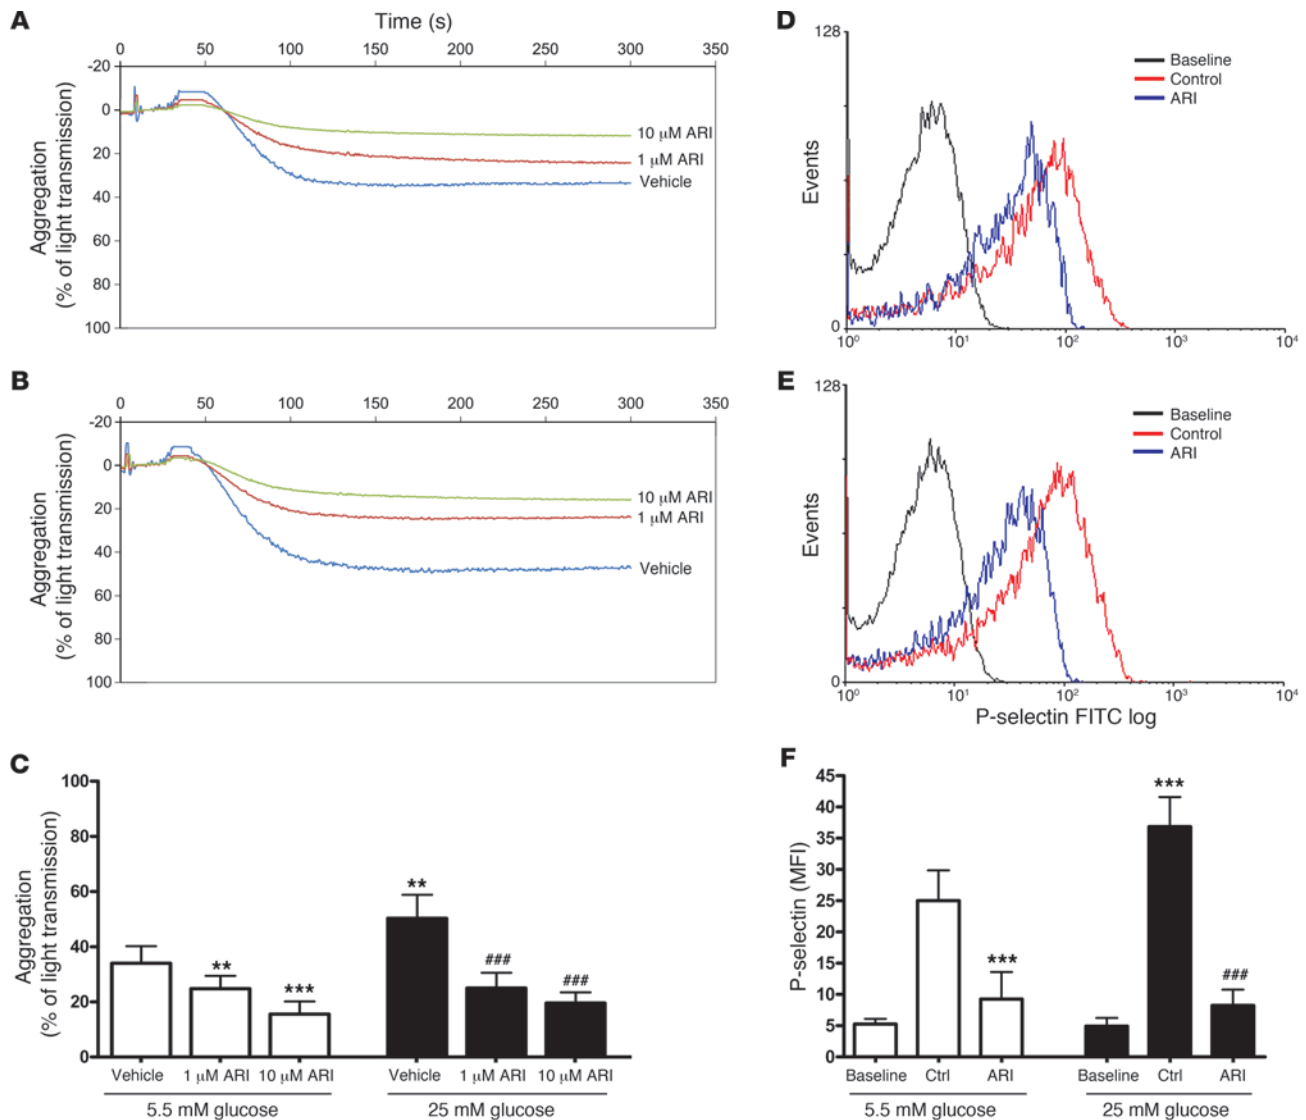 A
Time (s)
0 50 100 150 200 250 300 350
-20
0
20
40
60
80
100
Aggregation
(% of light transmission)
10 μM ARI
1 μM ARI
Vehicle
B
0 50 100 150 200 250 300 350
-20
0
20
40
60
80
100
Aggregation
(% of light transmission)
10 μM ARI
1 μM ARI
Vehicle
C
100
80
60
40
20
0
Aggregation
(% of light transmission)
** *** ** ### ###
Vehicle 1 μM ARI 10 μM ARI Vehicle 1 μM ARI 10 μM ARI
5.5 mM glucose 25 mM glucose
D
128
0
Events
Baseline
Control
ARI
10⁰ 10¹ 10² 10³ 10⁴
E
128
0
Events
Baseline
Control
ARI
10⁰ 10¹ 10² 10³ 10⁴
P-selectin FITC log
F
45
40
35
30
25
20
15
10
5
0
P-selectin (MFI)
*** *** ###
Baseline Ctrl ARI Baseline Ctrl ARI
5.5 mM glucose 25 mM glucose